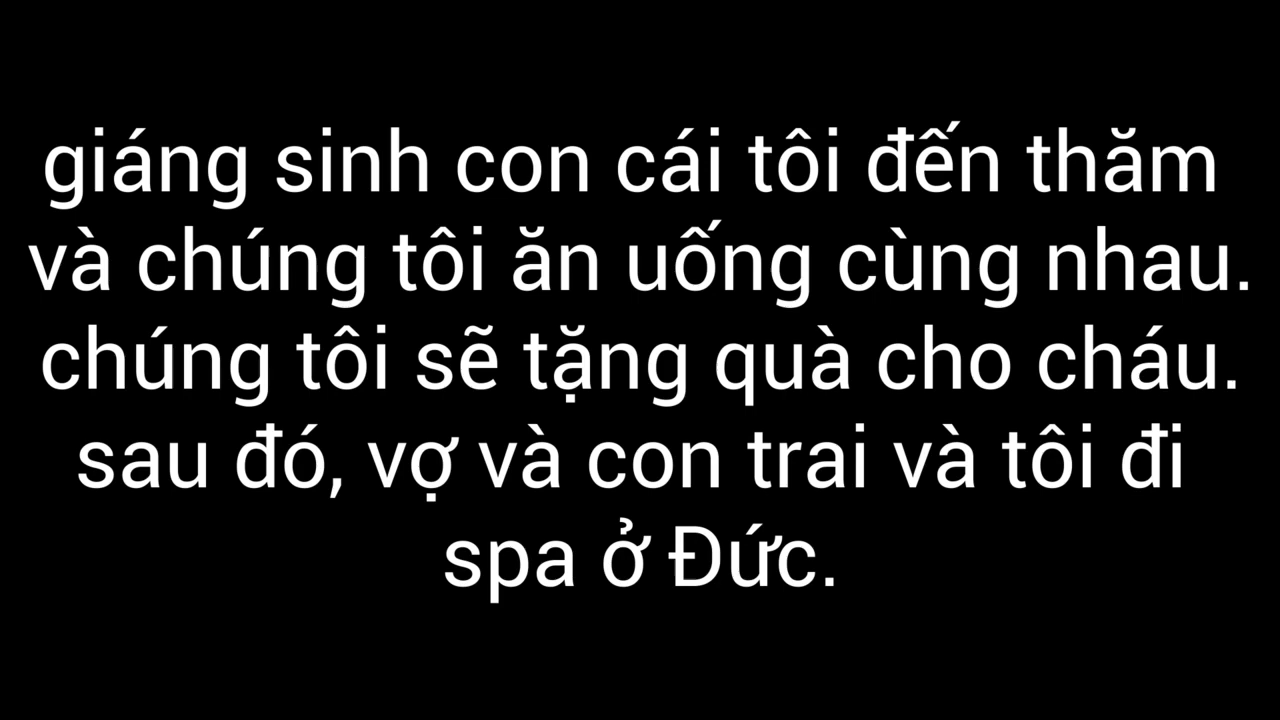 giáng sinh con cái tôi đến thăm
và chúng tôi ăn uống cùng nhau.
chúng tôi sẽ tặng quà cho cháu.
sau đó, vợ và con trai và tôi đi
spa ở Đức.